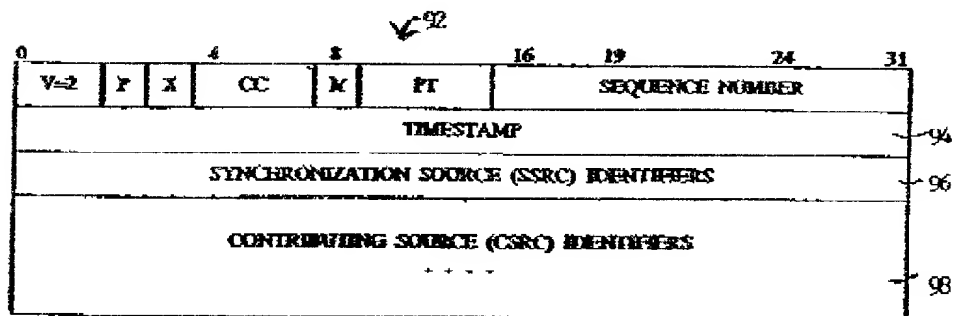 92
0 4 8 16 19 24 31
V=2 P X CC M PT SEQUENCE NUMBER
TIMESTAMP 94
SYNCHRONIZATION SOURCE (SSRC) IDENTIFIERS 96
CONTRIBUTING SOURCE (CSRC) IDENTIFIERS
....
98